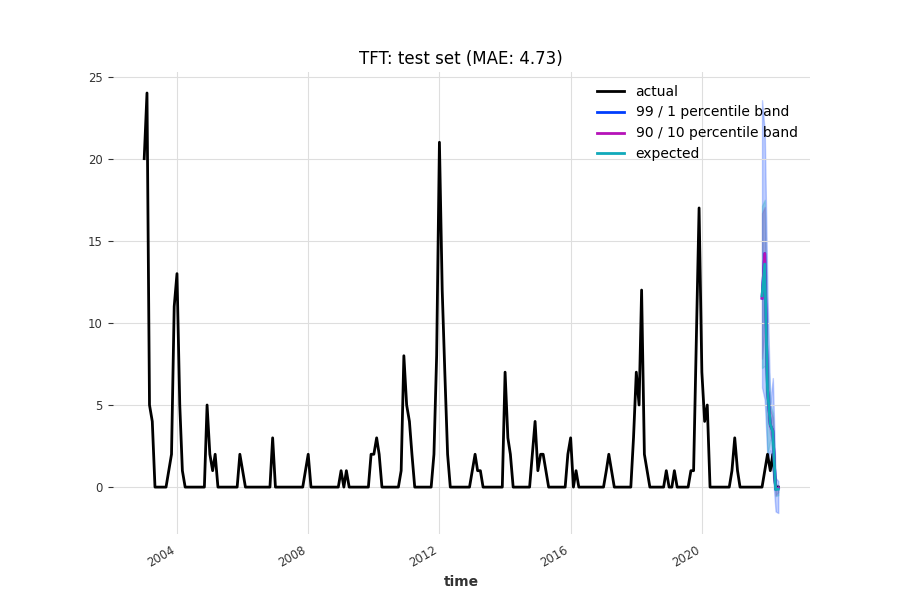 TFT: test set (MAE: 4.73)
actual
99 / 1 percentile band
90 / 10 percentile band
expected
25
20
15
10
5
0
2004
2008
2012
2016
2020
time